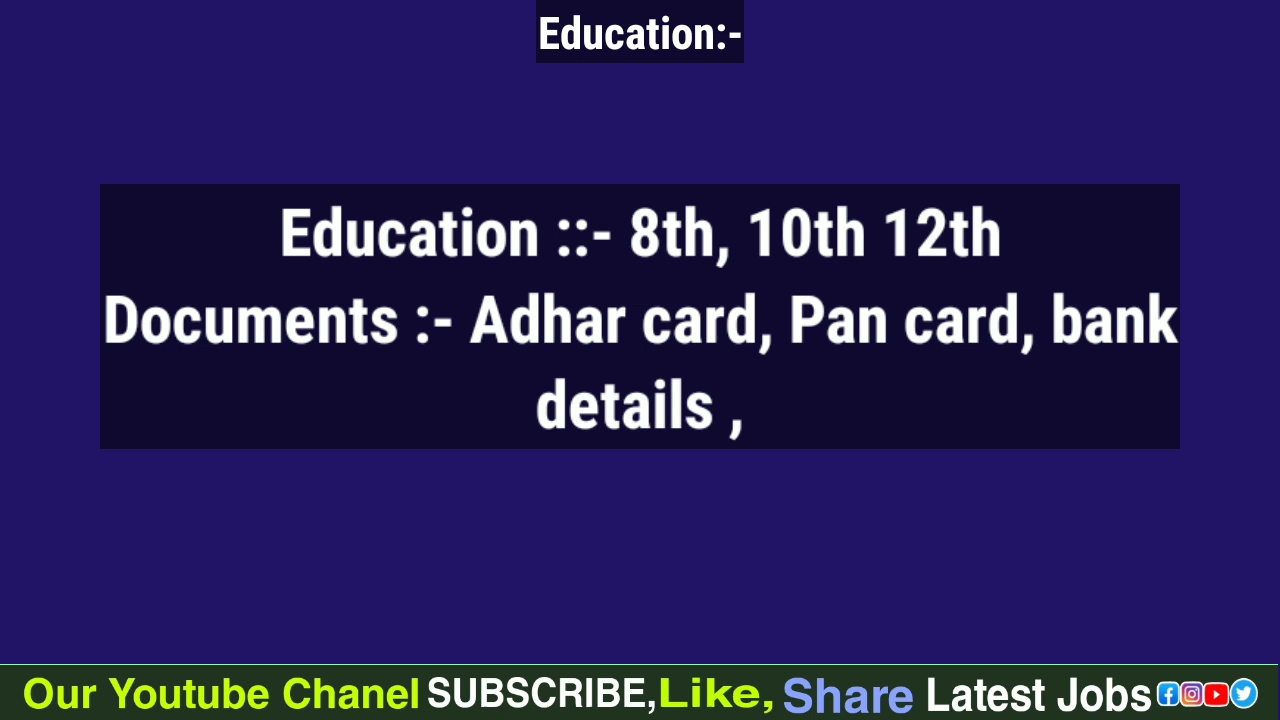 Education:-
Education ::- 8th, 10th 12th
Documents :- Adhar card, Pan card, bank
details ,
Our Youtube Chanel SUBSCRIBE, Like, Share Latest Jobs